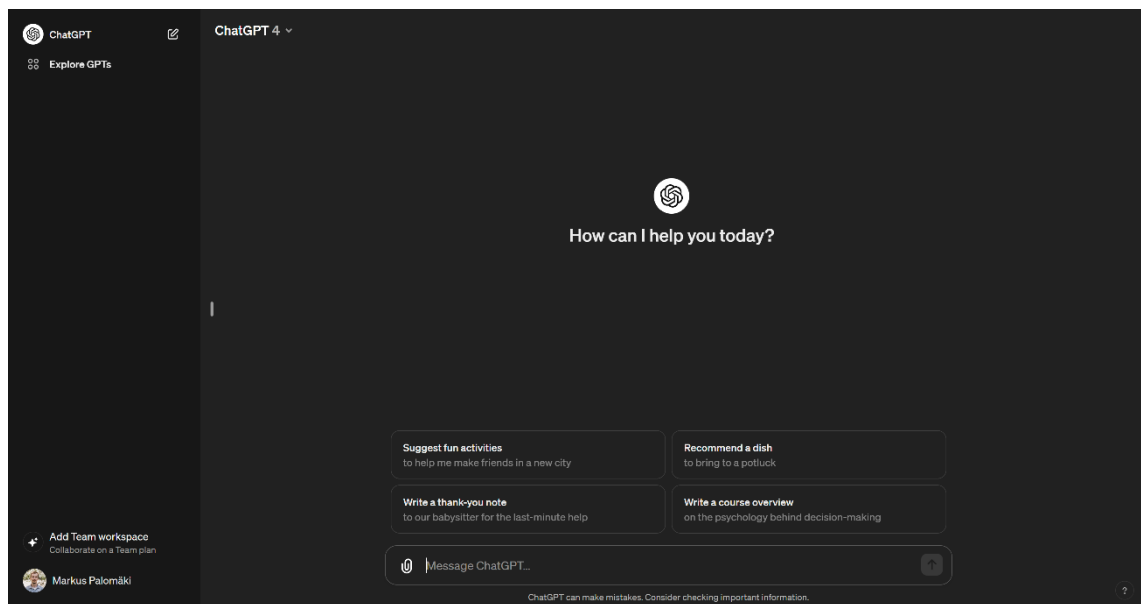 ChatGPT
Explore GPTs
ChatGPT 4
How can I help you today?
Suggest fun activities
to help me make friends in a new city
Recommend a dish
to bring to a potluck
Write a thank-you note
to our babysitter for the last-minute help
Write a course overview
on the psychology behind decision-making
Add Team workspace
Collaborate on a Team plan
Markus Palomäki
Message ChatGPT...
ChatGPT can make mistakes. Consider checking important information.
?